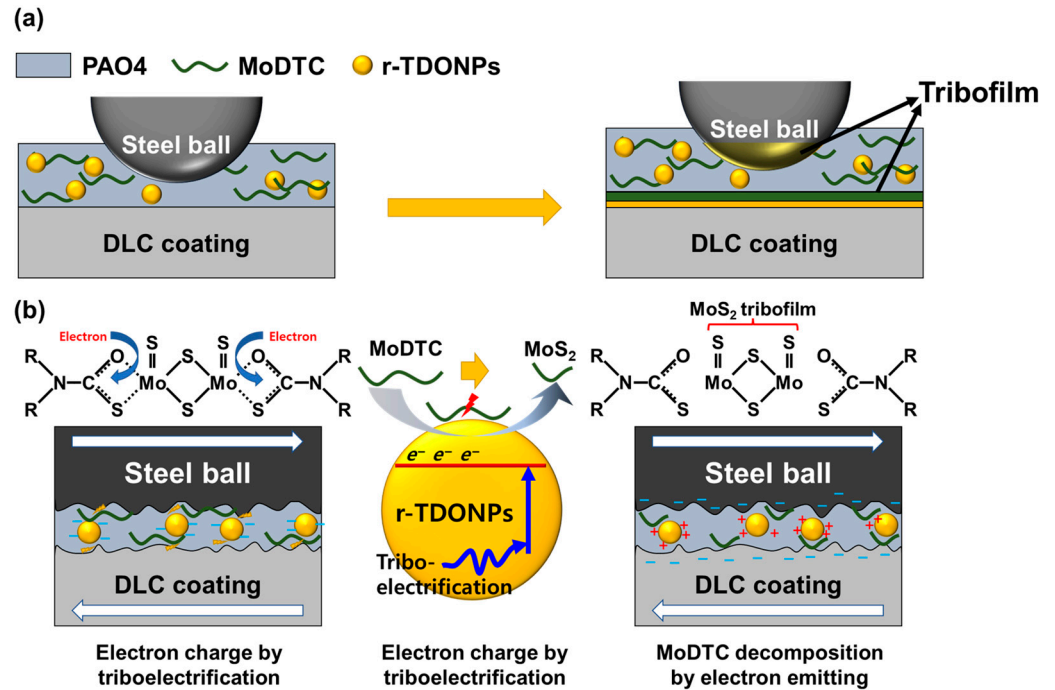 (a)
PAO4 MoDTC r-TDONPs
Tribofilm
Steel ball
Steel ball
DLC coating
DLC coating
(b)
Electron
Electron
R
R
N
C
O
S
S
Mo
S
S
Mo
S
O
S
C
N
R
R
MoDTC
MoS₂
MoS₂ tribofilm
R
R
N
C
O
S
S
Mo
S
S
Mo
S
O
S
C
N
R
R
Steel ball
DLC coating
e⁻ e⁻ e⁻
r-TDONPs
Tribo-
electrification
Steel ball
DLC coating
Electron charge by
triboelectrification
Electron charge by
triboelectrification
MoDTC decomposition
by electron emitting